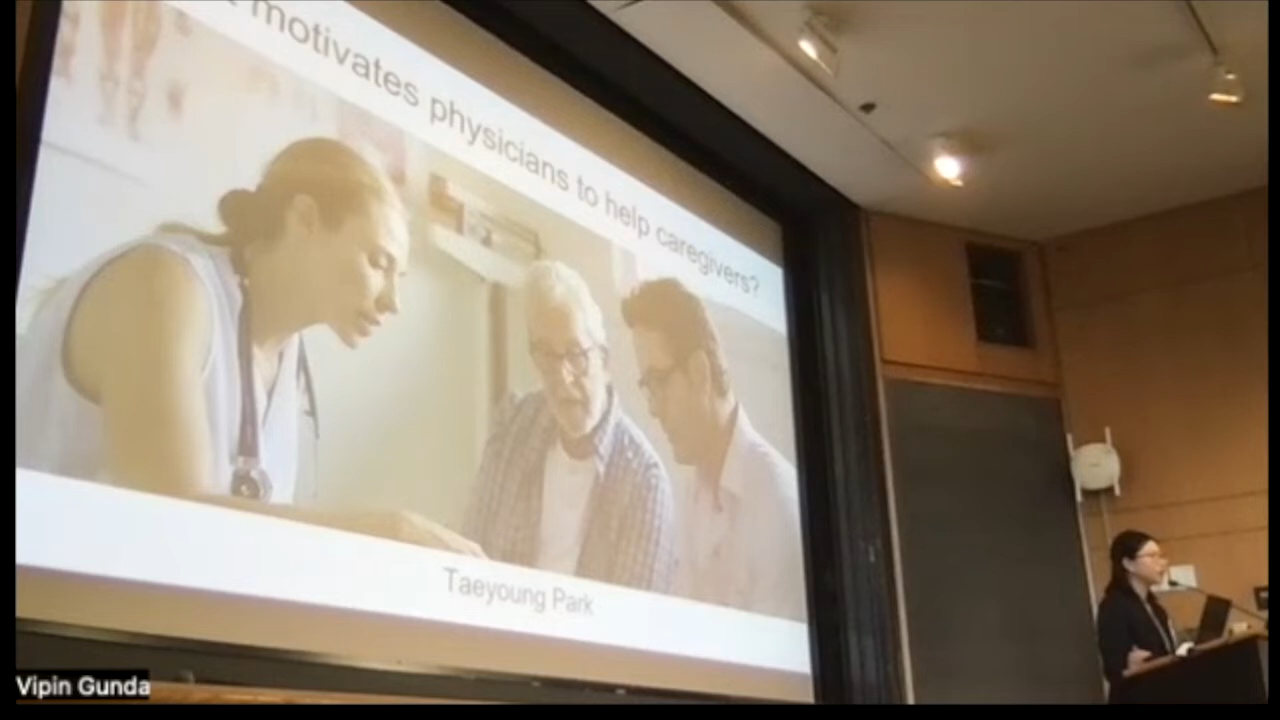 motivates physicians to help caregivers?
Taeyoung Park
Vipin Gunda